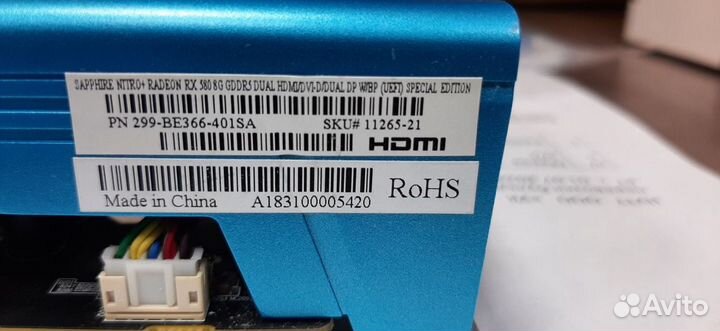 SAPPHIRE NITRO+ RADEON RX 580 8G GDDR5 DUAL HDMI/DVI-D/DUAL DP W/BP (UEFI) SPECIAL EDITION
PN 299-BE366-401SA SKU# 11265-21
HDMI
RoHS
Made in China A183100005420
Avito